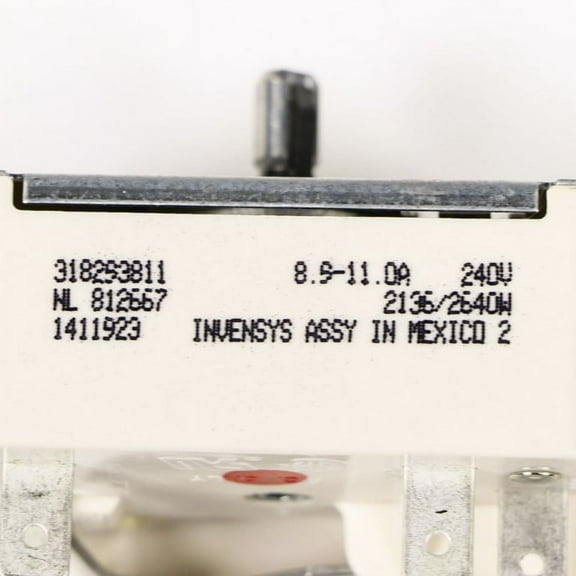 318293811 8.9-11.0A 240V
NL 812667 2136/2640W
1411923 INVENSYS ASSY IN MEXICO 2